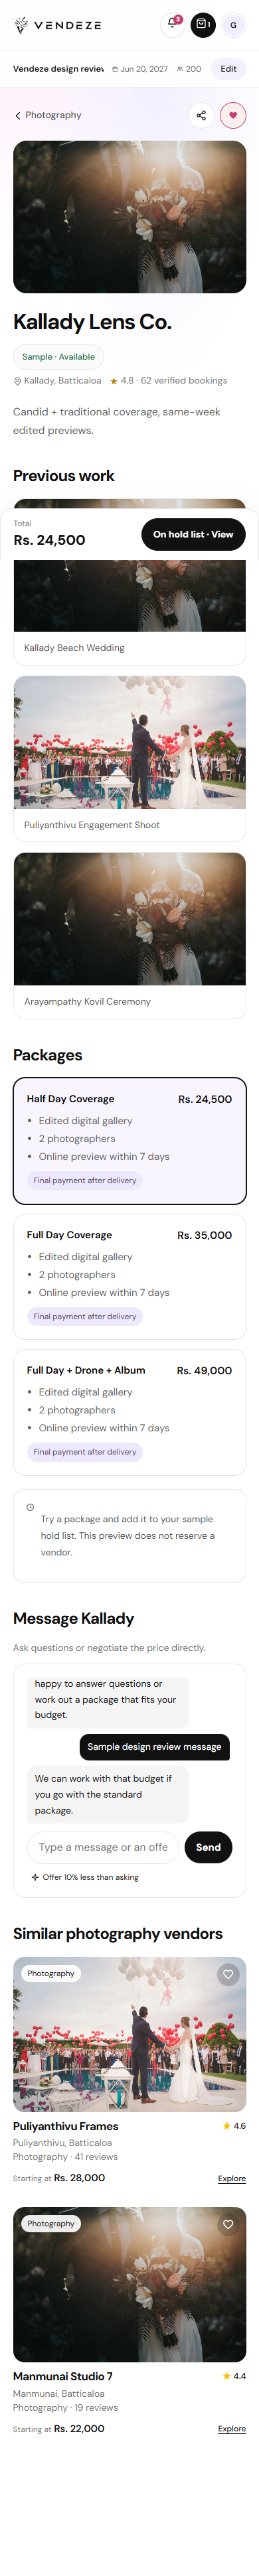 VENDEZE
3
1
G
Vendeze design review
Jun 20, 2027
200
Edit
Photography
Kallady Lens Co.
Sample · Available
Kallady, Batticaloa
4.8 · 62 verified bookings
Candid + traditional coverage, same-week
edited previews.
Previous work
Total
Rs. 24,500
On hold list · View
Kallady Beach Wedding
Puliyanthivu Engagement Shoot
Arayampathy Kovil Ceremony
Packages
Half Day Coverage
Rs. 24,500
• Edited digital gallery
• 2 photographers
• Online preview within 7 days
Final payment after delivery
Full Day Coverage
Rs. 35,000
• Edited digital gallery
• 2 photographers
• Online preview within 7 days
Final payment after delivery
Full Day + Drone + Album
Rs. 49,000
• Edited digital gallery
• 2 photographers
• Online preview within 7 days
Final payment after delivery
Try a package and add it to your sample
hold list. This preview does not reserve a
vendor.
Message Kallady
Ask questions or negotiate the price directly.
happy to answer questions or
work out a package that fits your
budget.
Sample design review message
We can work with that budget if
you go with the standard
package.
Type a message or an offe
Send
Offer 10% less than asking
Similar photography vendors
Photography
Puliyanthivu Frames
4.6
Puliyanthivu, Batticaloa
Photography · 41 reviews
Starting at Rs. 28,000
Explore
Photography
Manmunai Studio 7
4.4
Manmunai, Batticaloa
Photography · 19 reviews
Starting at Rs. 22,000
Explore